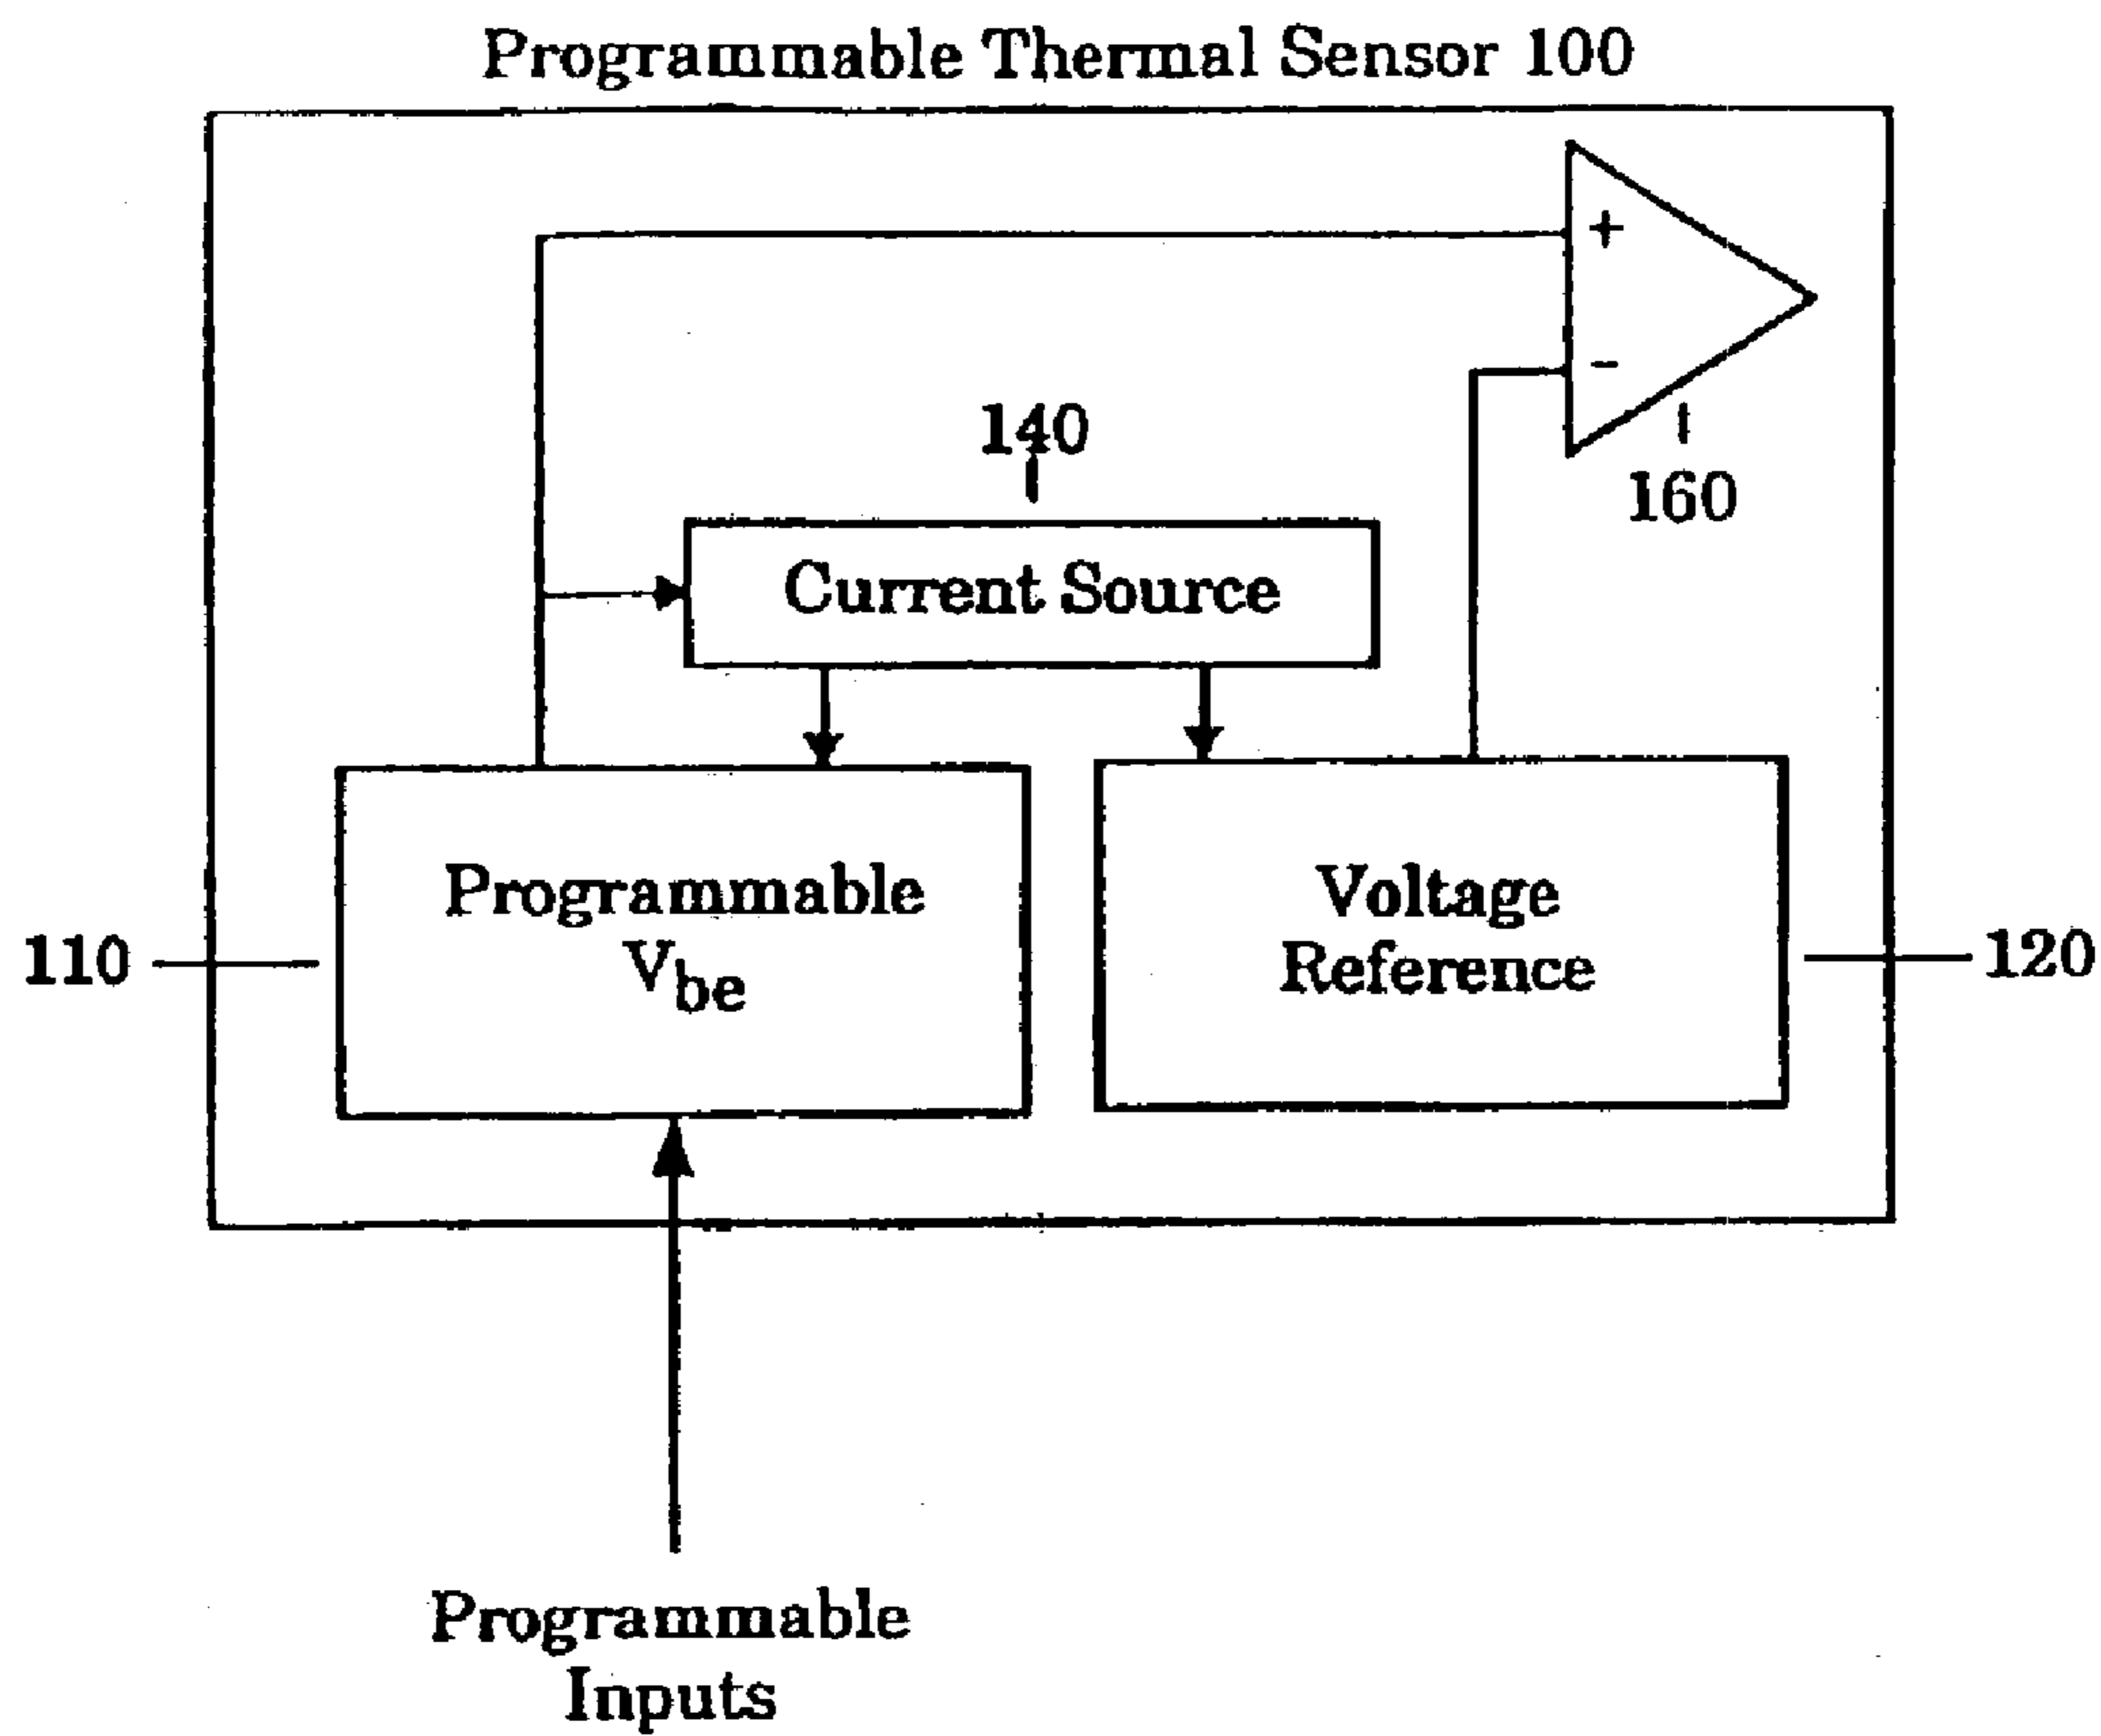 Programmable Thermal Sensor 100
+
-
140
160
Current Source
Programmable
Vbe
Voltage
Reference
110
120
Programmable
Inputs